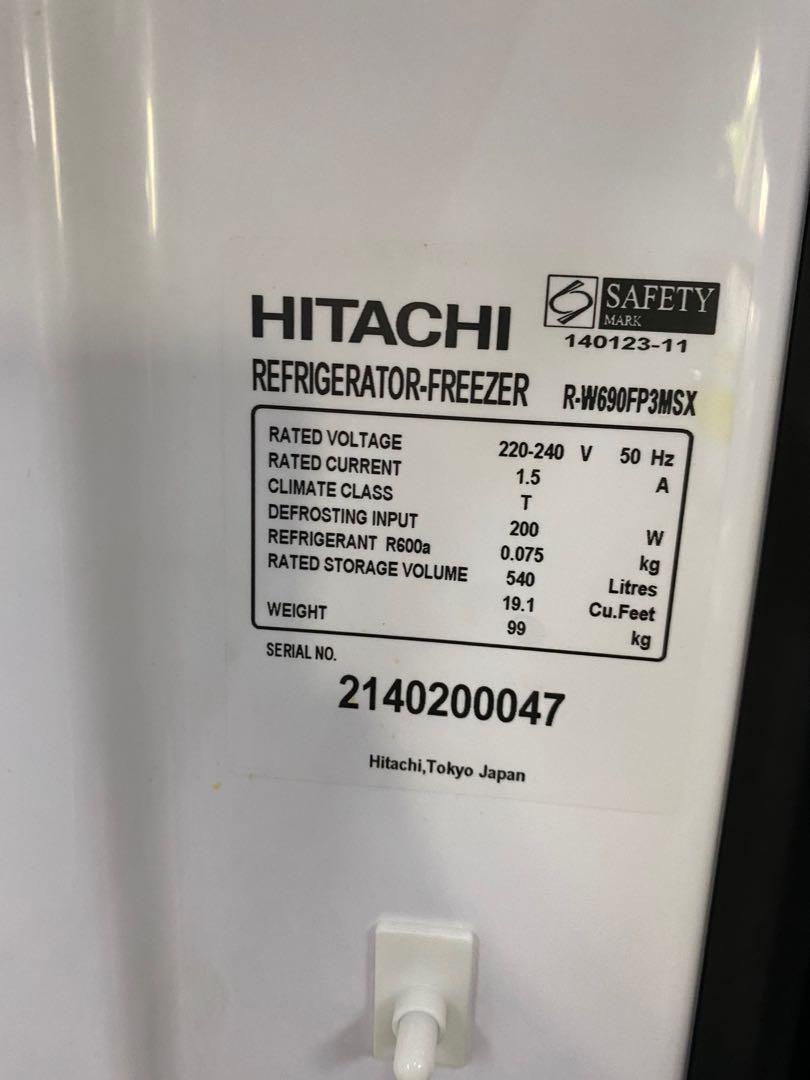 HITACHI
SAFETY
MARK
140123-11
REFRIGERATOR-FREEZER R-W690FP3MSX
RATED VOLTAGE 220-240 V 50 Hz
RATED CURRENT 1.5 A
CLIMATE CLASS T
DEFROSTING INPUT 200 W
REFRIGERANT R600a 0.075 kg
RATED STORAGE VOLUME 540 Litres
19.1 Cu.Feet
WEIGHT 99 kg
SERIAL NO.
2140200047
Hitachi,Tokyo Japan